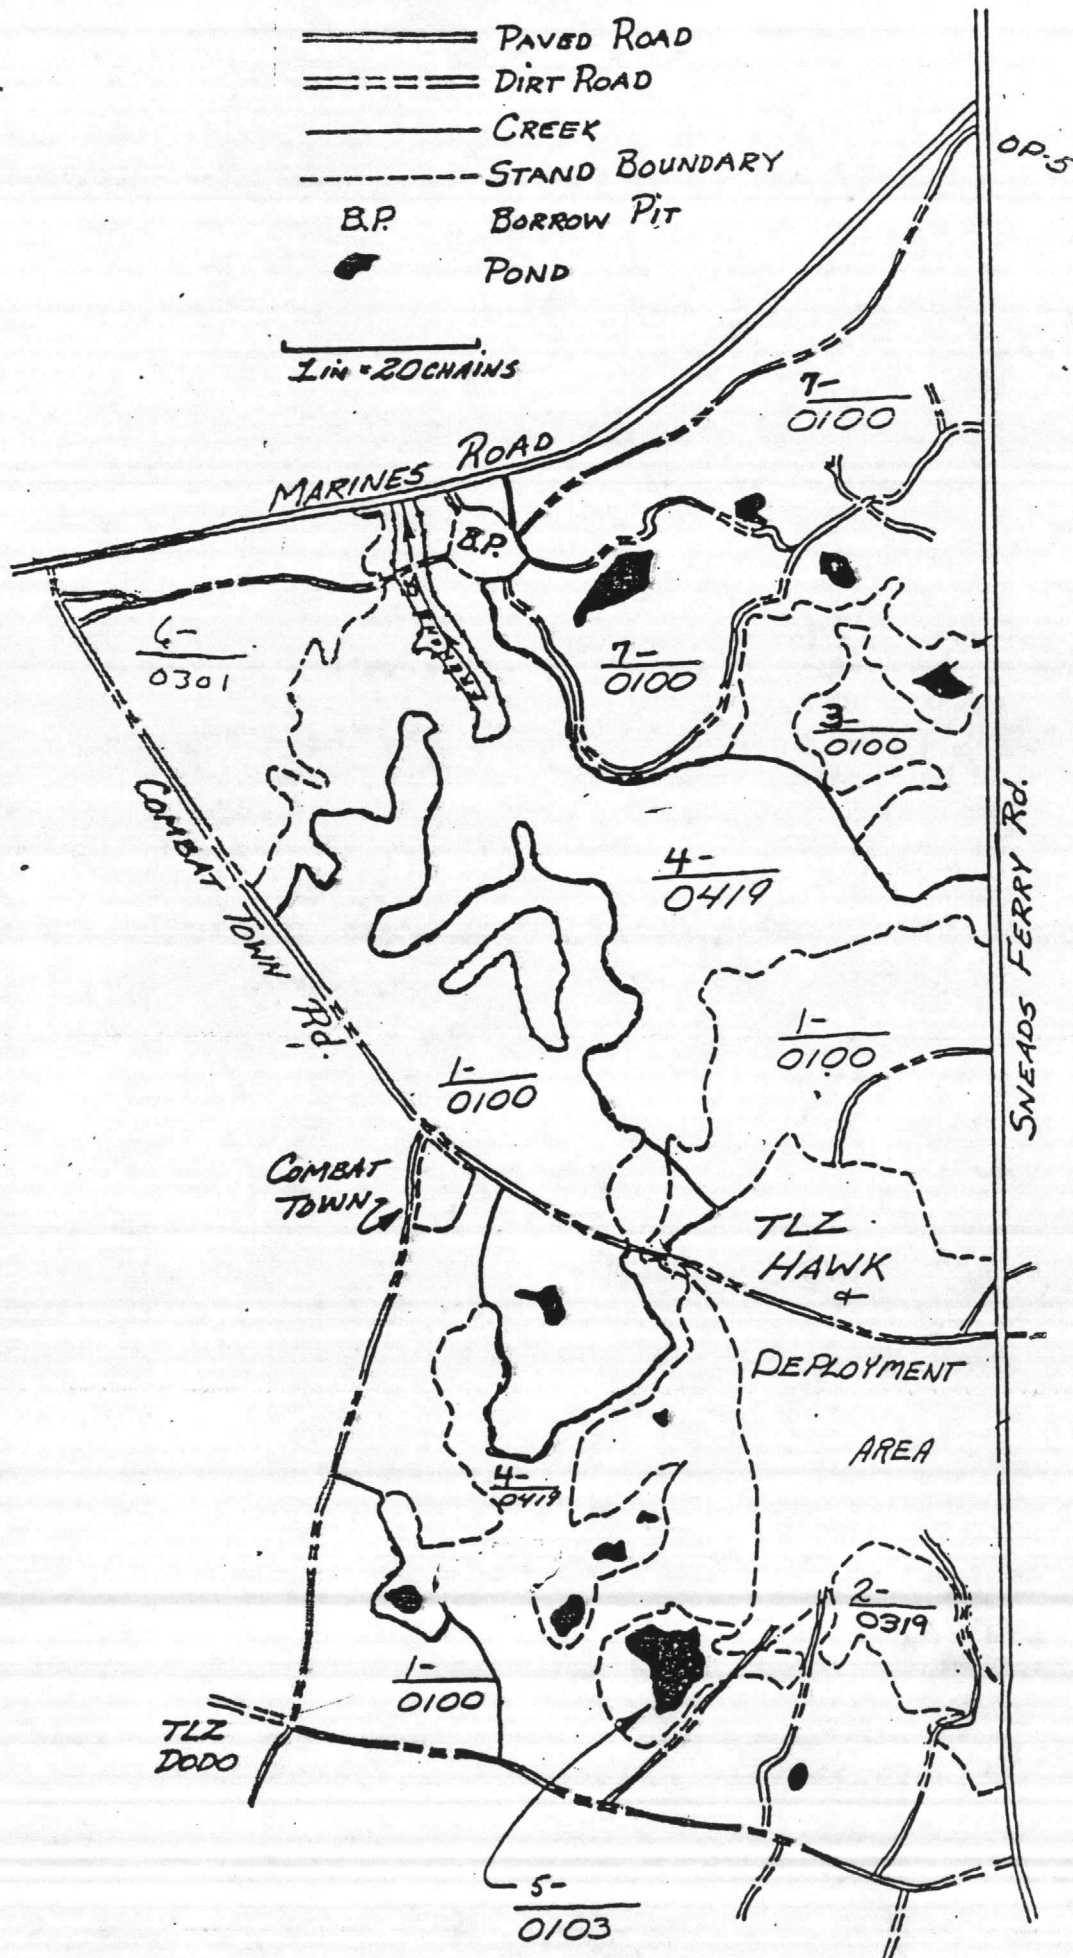 PAVED ROAD
DIRT ROAD
CREEK
STAND BOUNDARY
B.P. BORROW PIT
POND
1 IN = 20 CHAINS
OP-5
7-
0100
MARINES ROAD
B.P.
6-
0301
7-
0100
3-
0100
COMBAT TOWN Rd.
4-
0419
SNEADS FERRY Rd.
1-
0100
1-
0100
COMBAT
TOWN
TLZ
HAWK
&
DEPLOYMENT
AREA
4-
0419
2-
0319
1-
0100
TLZ
DODO
5-
0103